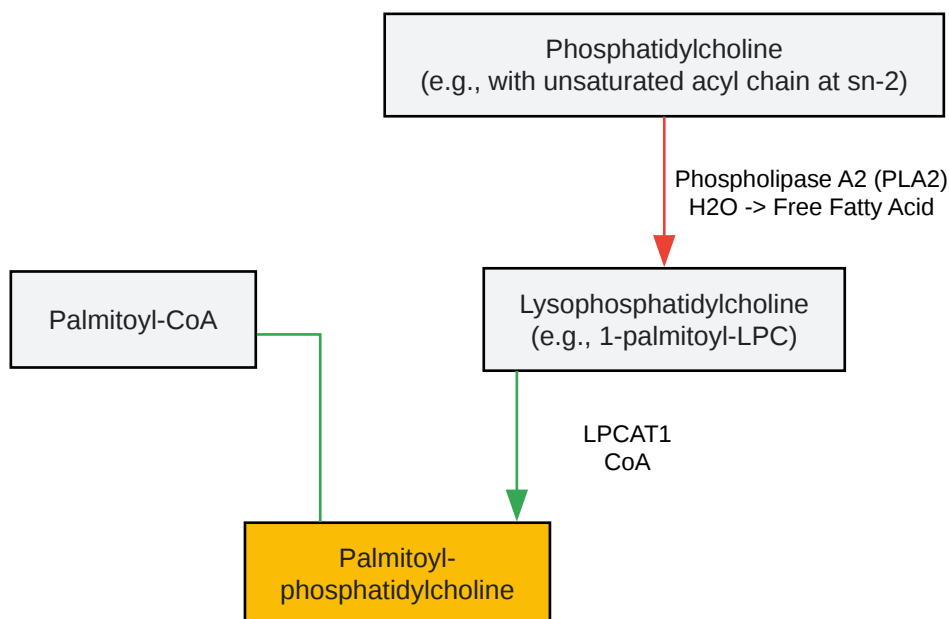 Phosphatidylcholine
(e.g., with unsaturated acyl chain at sn-2)
Phospholipase A2 (PLA2)
H2O -> Free Fatty Acid
Palmitoyl-CoA
Lysophosphatidylcholine
(e.g., 1-palmitoyl-LPC)
LPCAT1
CoA
Palmitoyl-
phosphatidylcholine